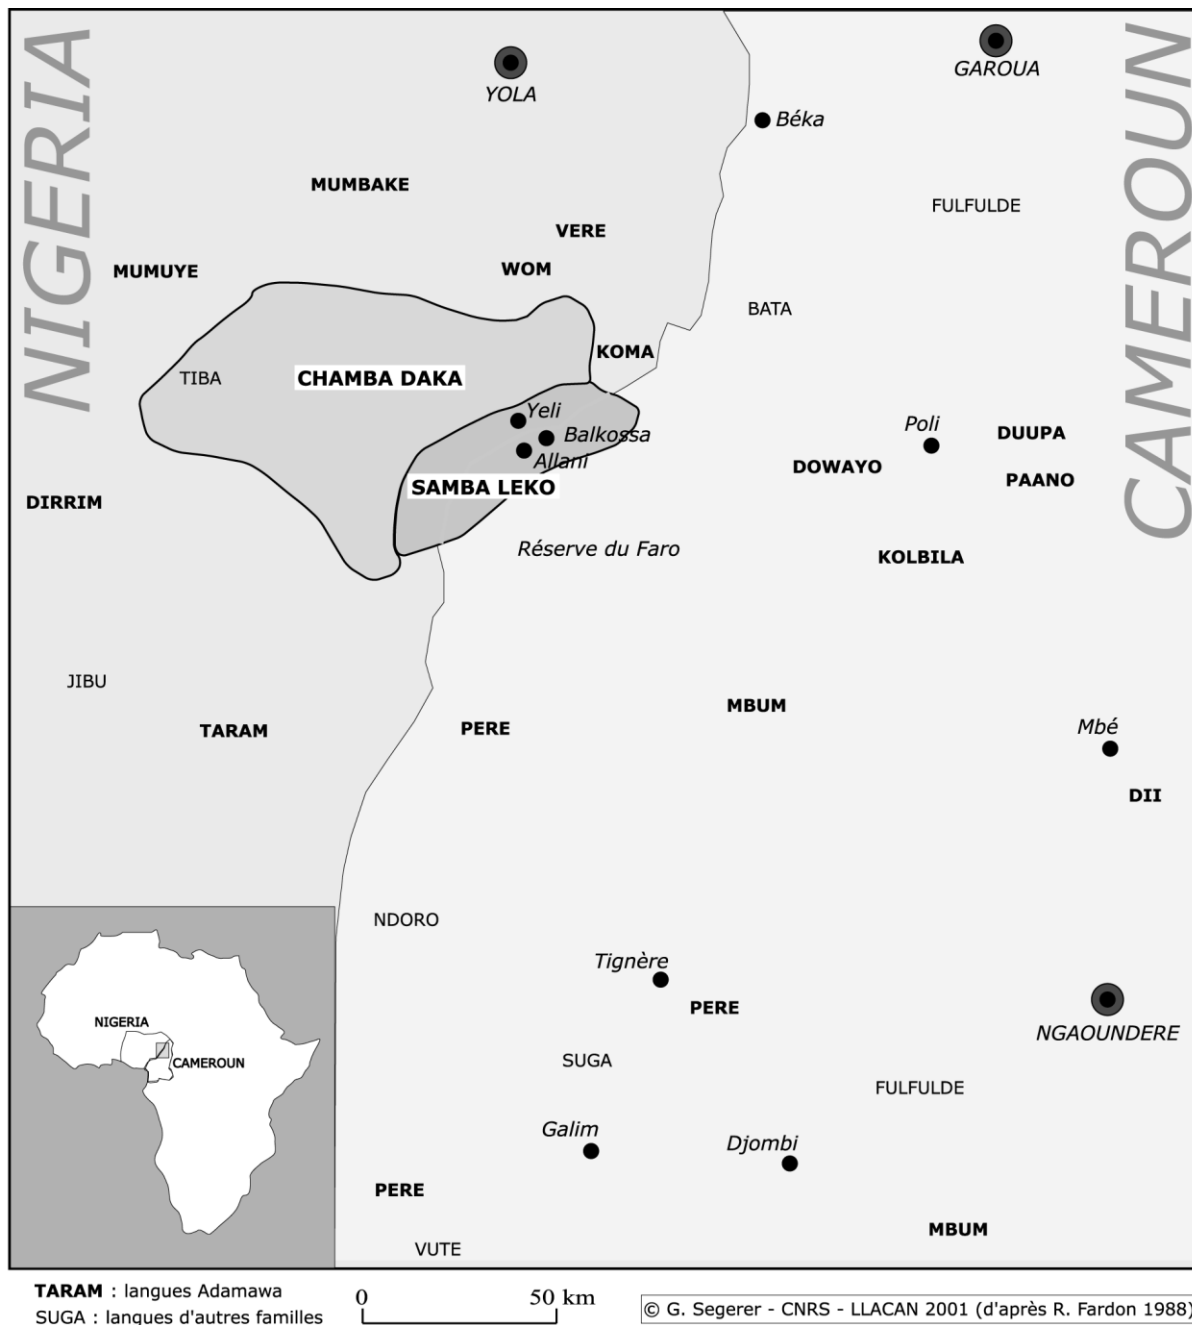 NIGERIA
CAMEROUN
YOLA
GAROUA
Béka
MUMBAKE
FULFULDE
VERE
WOM
MUMUYE
BATA
KOMA
TIBA
CHAMBA DAKA
Yeli
Balkossa
Allani
Poli
DUUPA
DOWAYO
PAANO
SAMBA LEKO
DIRRIM
Réserve du Faro
KOLBILA
JIBU
MBUM
TARAM
PERE
Mbé
DII
NDORO
Tignère
PERE
NGAOUNDERE
NIGERIA
CAMEROUN
SUGA
FULFULDE
Galim
Djombi
PERE
MBUM
VUTE
TARAM : langues Adamawa
SUGA : langues d'autres familles
0 50 km
© G. Segerer - CNRS - LLACAN 2001 (d'après R. Fardon 1988)